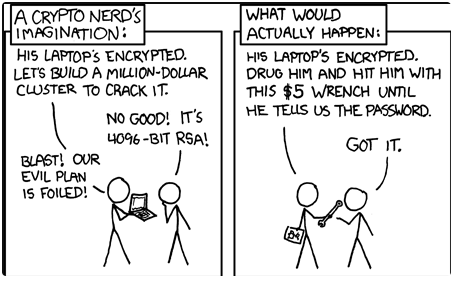 A CRYPTO NERD'S
IMAGINATION:
HIS LAPTOP'S ENCRYPTED.
LET'S BUILD A MILLION-DOLLAR
CLUSTER TO CRACK IT.
NO GOOD! IT'S
4096-BIT RSA!
BLAST! OUR
EVIL PLAN
IS FOILED!
WHAT WOULD
ACTUALLY HAPPEN:
HIS LAPTOP'S ENCRYPTED.
DRUG HIM AND HIT HIM WITH
THIS $5 WRENCH UNTIL
HE TELLS US THE PASSWORD.
GOT IT.